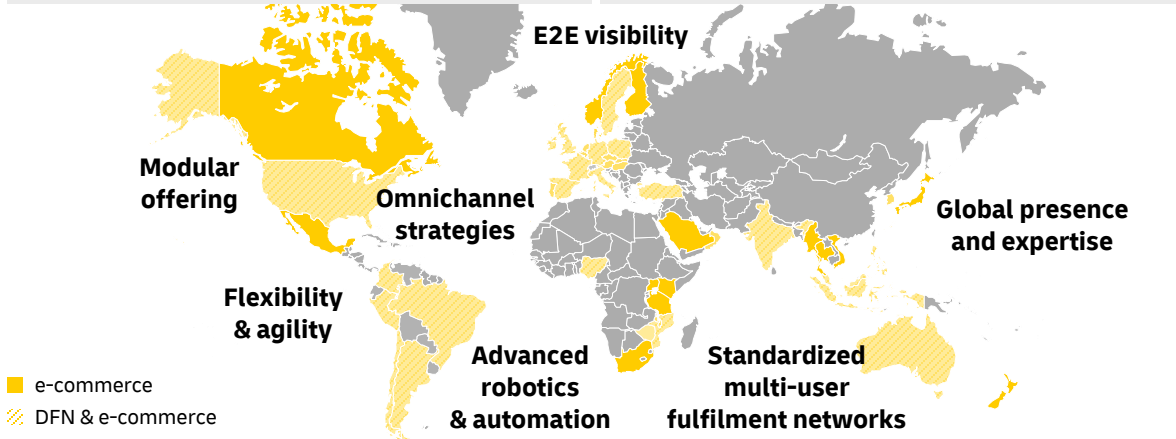 E2E visibility
Modular
offering
Omnichannel
strategies
Global presence
and expertise
Flexibility
& agility
Advanced
robotics
& automation
Standardized
multi-user
fulfilment networks
e-commerce
DFN & e-commerce